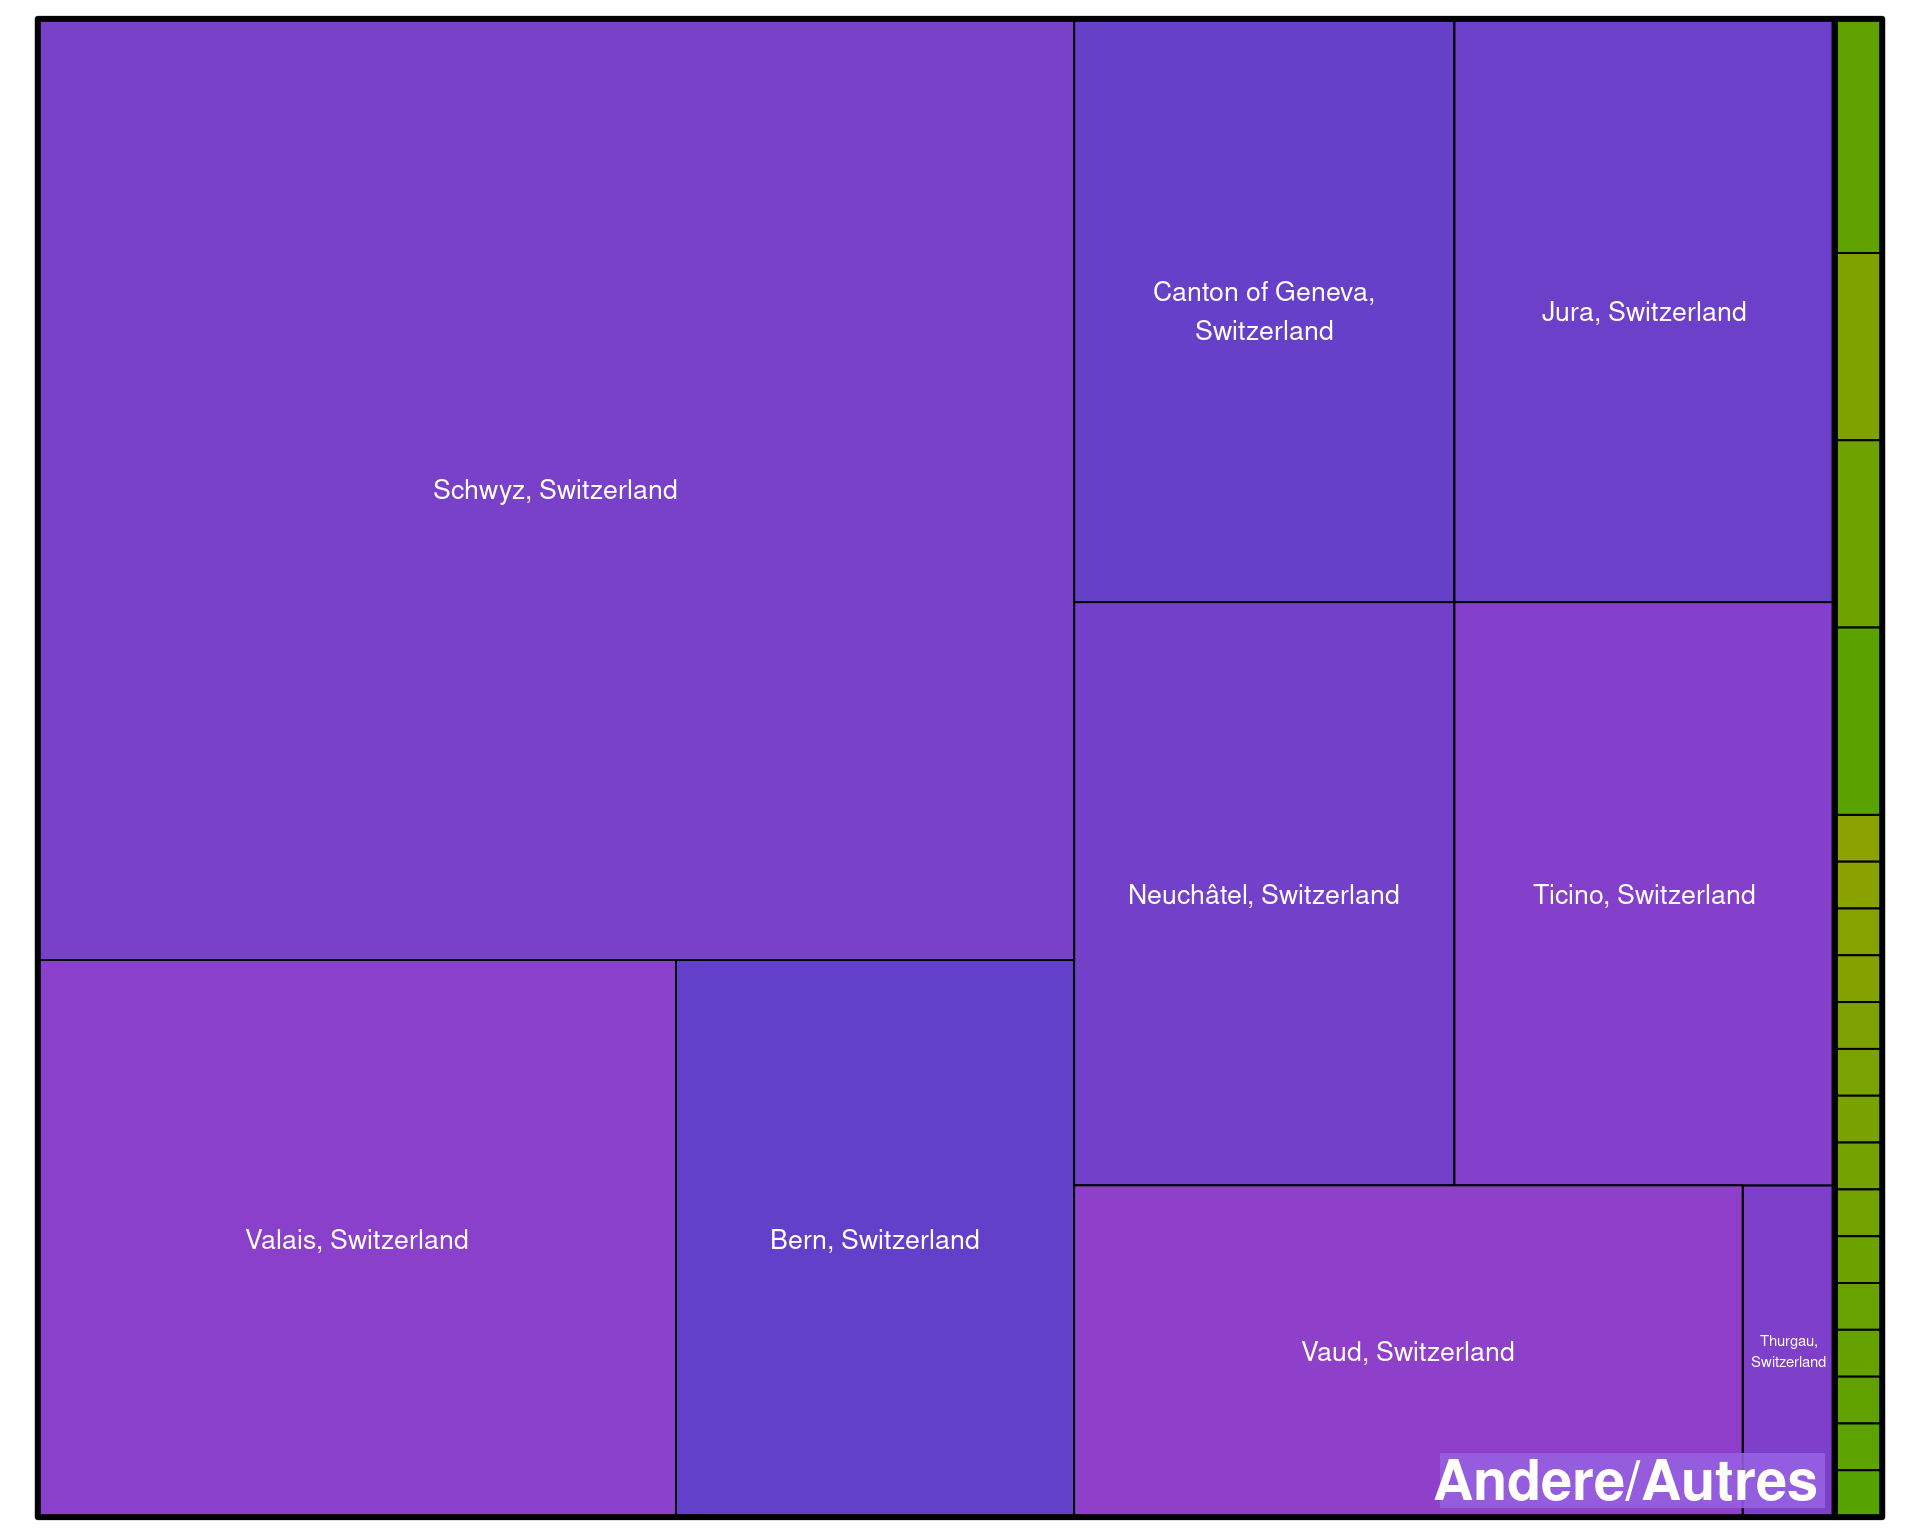 Schwyz, Switzerland
Canton of Geneva,
Switzerland
Jura, Switzerland
Neuchâtel, Switzerland
Ticino, Switzerland
Valais, Switzerland
Bern, Switzerland
Vaud, Switzerland
Thurgau,
Switzerland
Andere/Autres